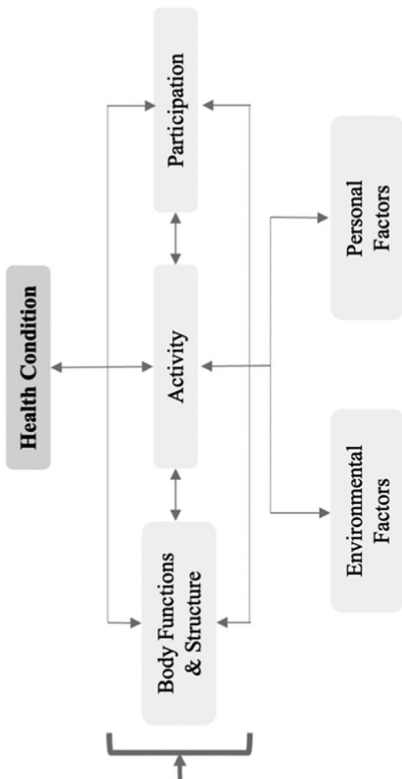 Health Condition
Body Functions
& Structure
Activity
Participation
Environmental
Factors
Personal
Factors